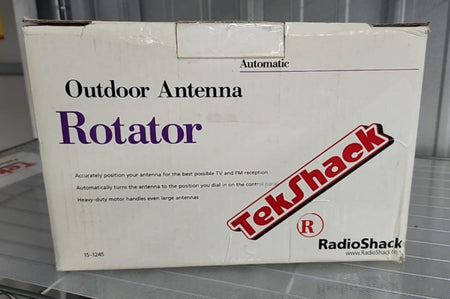 Automatic
Outdoor Antenna
Rotator
Accurately position your antenna for the best possible TV and FM reception.
Automatically turns the antenna to the position you dial in on the control
Heavy-duty motor handles even large antennas
TekShack
R
RadioShack
www.RadioShack.com
15-1245